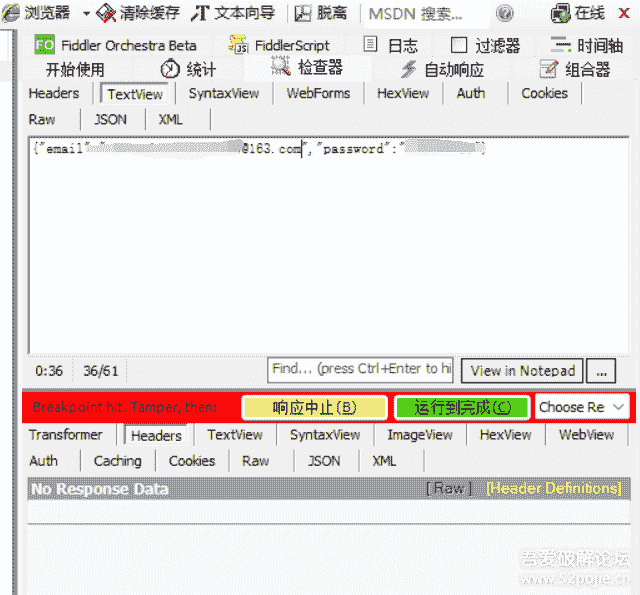 浏览器 清除缓存 文本向导 脱离 MSDN 搜索... 在线
FO Fiddler Orchestra Beta JS FiddlerScript 日志 过滤器 时间轴
开始使用 统计 检查器 自动响应 组合器
Headers TextView SyntaxView WebForms HexView Auth Cookies
Raw JSON XML
{"email" @163.com","password":" "}
0:36 36/61 Find... (press Ctrl+Enter to hi View in Notepad ...
Breakpoint hit. Tamper, then: 响应中止(B) 运行到完成(C) Choose Re
Transformer Headers TextView SyntaxView ImageView HexView WebView
Auth Caching Cookies Raw JSON XML
No Response Data [Raw] [Header Definitions]
吾爱破解论坛
www.52pojie.cn